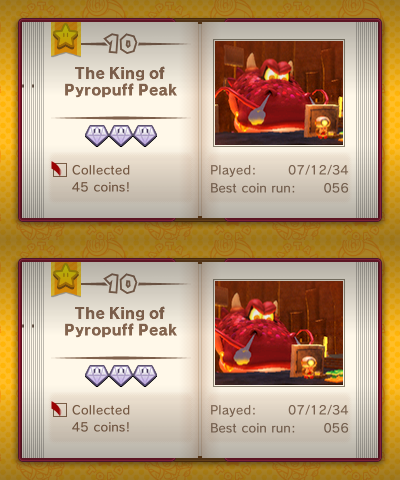 10
The King of
Pyropuff Peak
Collected
45 coins!
Played: 07/12/34
Best coin run: 056
10
The King of
Pyropuff Peak
Collected
45 coins!
Played: 07/12/34
Best coin run: 056